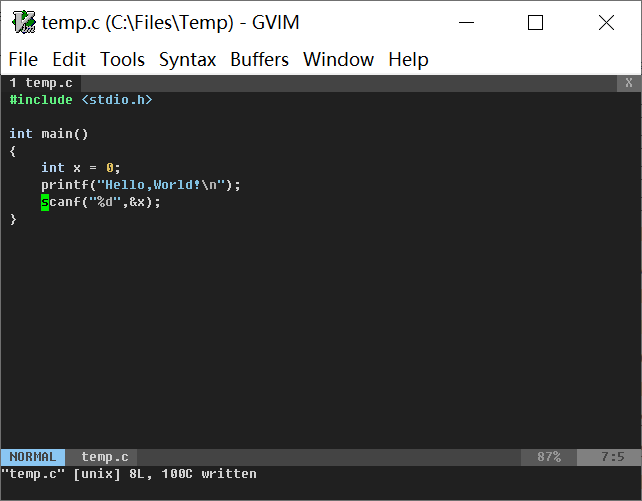 temp.c (C:\Files\Temp) - GVIM
File Edit Tools Syntax Buffers Window Help
1 temp.c X
#include <stdio.h>
int main()
{
    int x = 0;
    printf("Hello,World!\n");
    scanf("%d",&x);
}
NORMAL temp.c 87% 7:5
"temp.c" [unix] 8L, 100C written